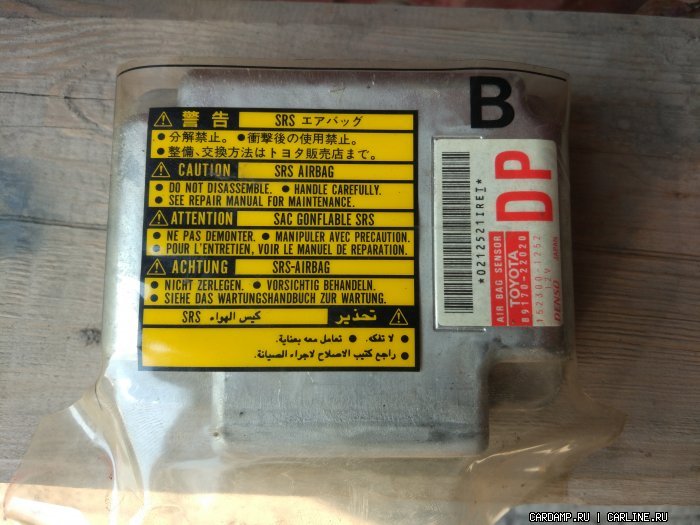 B
警告 SRS エアバッグ
● 分解禁止。 ● 衝撃後の使用禁止。
● 整備、交換方法はトヨタ販売店まで。
CAUTION SRS AIRBAG
● DO NOT DISASSEMBLE. ● HANDLE CAREFULLY.
● SEE REPAIR MANUAL FOR MAINTENANCE.
ATTENTION SAC GONFLABLE SRS
● NE PAS DEMONTER. ● MANIPULER AVEC PRECAUTION.
● POUR L'ENTRETIEN, VOIR LE MANUEL DE REPARATION.
ACHTUNG SRS-AIRBAG
● NICHT ZERLEGEN. ● VORSICHTIG BEHANDELN.
● SIEHE DAS WARTUNGSHANDBUCH ZUR WARTUNG.
تحذير كيس الهواء SRS
● لا تفكه. ● تعامل معه بعناية.
● راجع كتيب الاصلاح لاجراء الصيانة.
*0212521IRET*
DP
AIR BAG SENSOR
TOYOTA
89170-22020
152300-1252
12V
DENSO JAPAN
CARDAMP.RU | CARLINE.RU